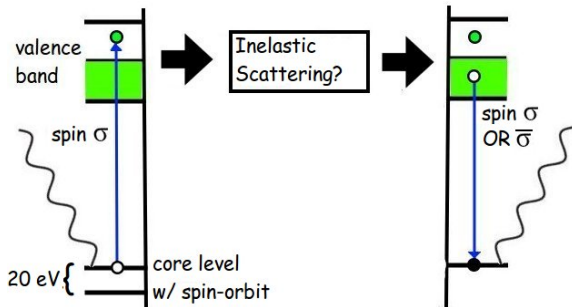 valence
band
Inelastic
Scattering?
spin σ
spin σ
OR σ̅
20 eV
core level
w/ spin-orbit